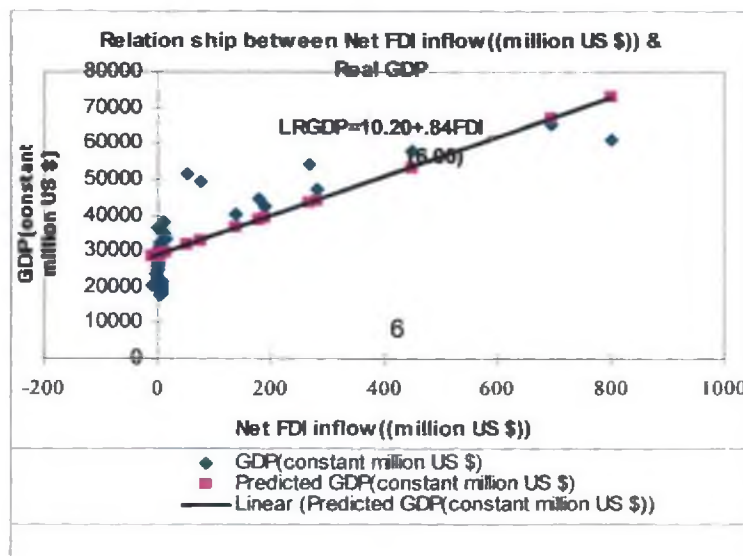 Relation ship between Net FDI inflow((million US $)) &
Real GDP
80000
70000
60000
50000
40000
30000
20000
10000
0
GDP(constant
million US $)
LRGDP=10.20+.84FDI
6
-200
0
200
400
600
800
1000
Net FDI inflow((million US $))
GDP(constant million US $)
Predicted GDP(constant million US $)
Linear (Predicted GDP(constant million US $))